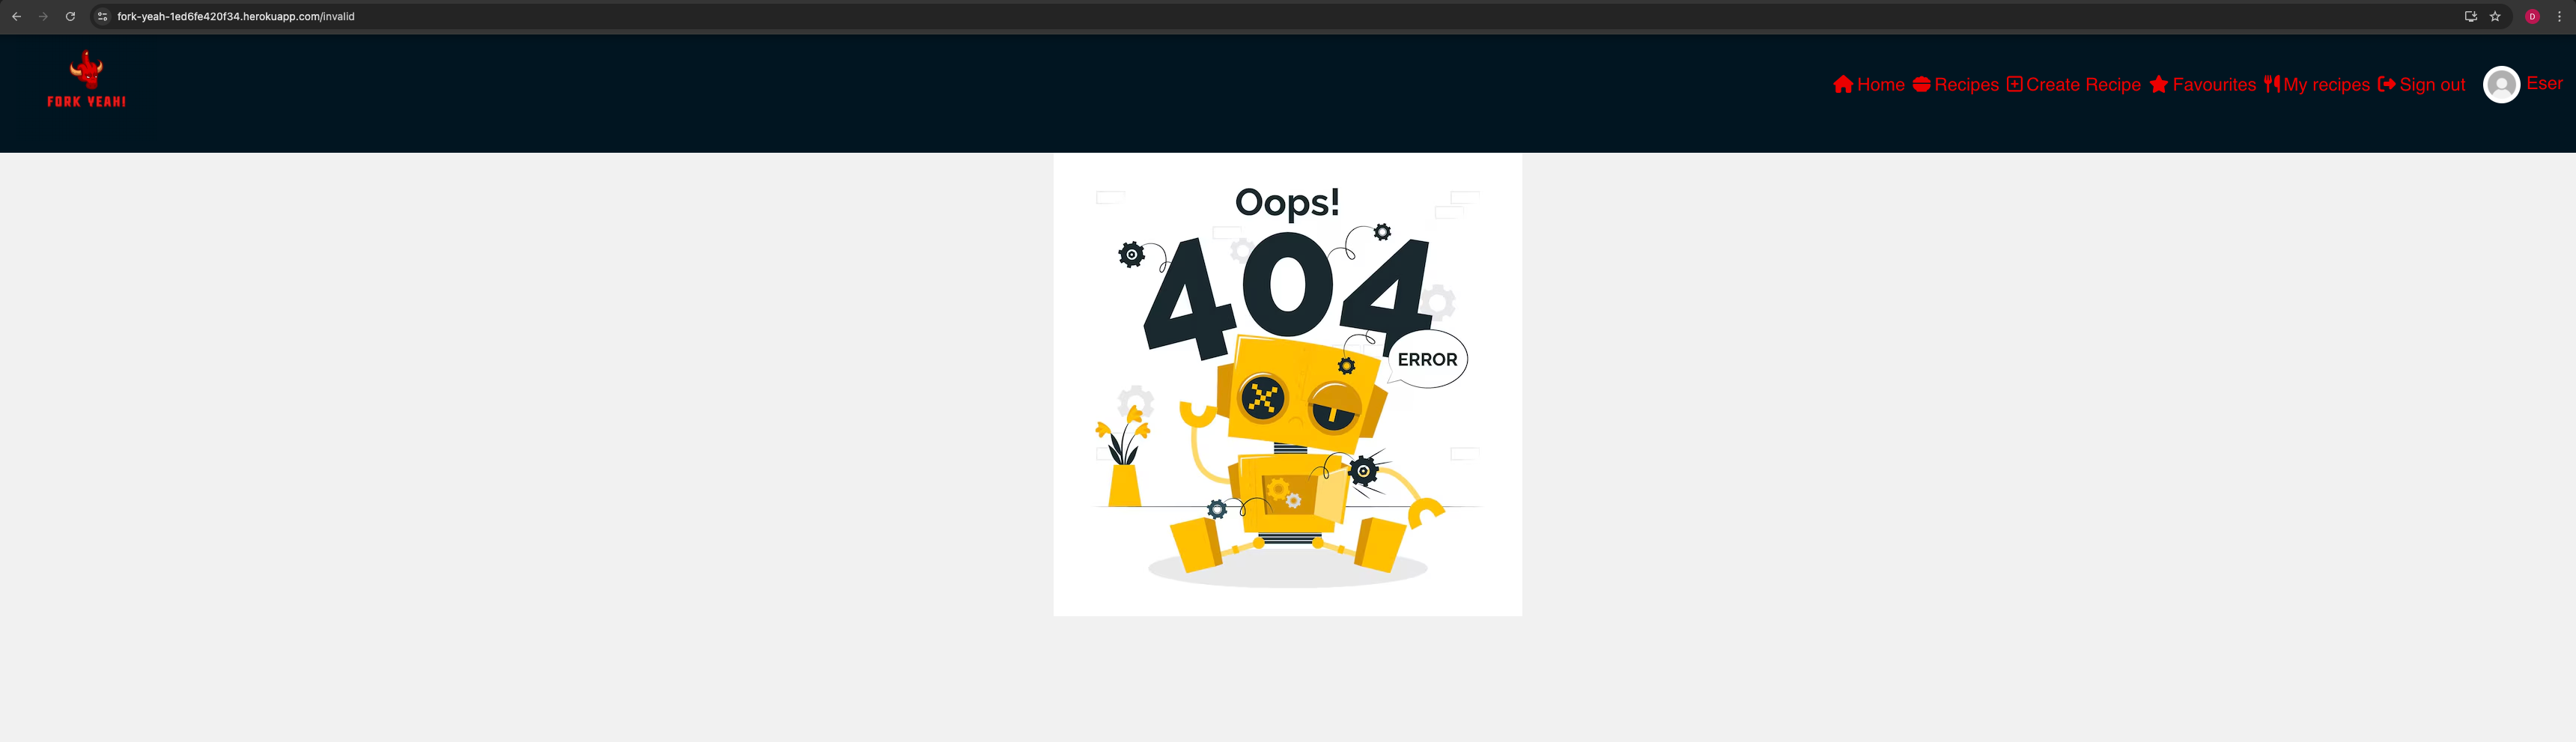 fork-yeah-1ed6fe420f34.herokuapp.com/invalid
D
FORK YEAH!
Home Recipes Create Recipe Favourites My recipes Sign out Eser
Oops!
404
ERROR